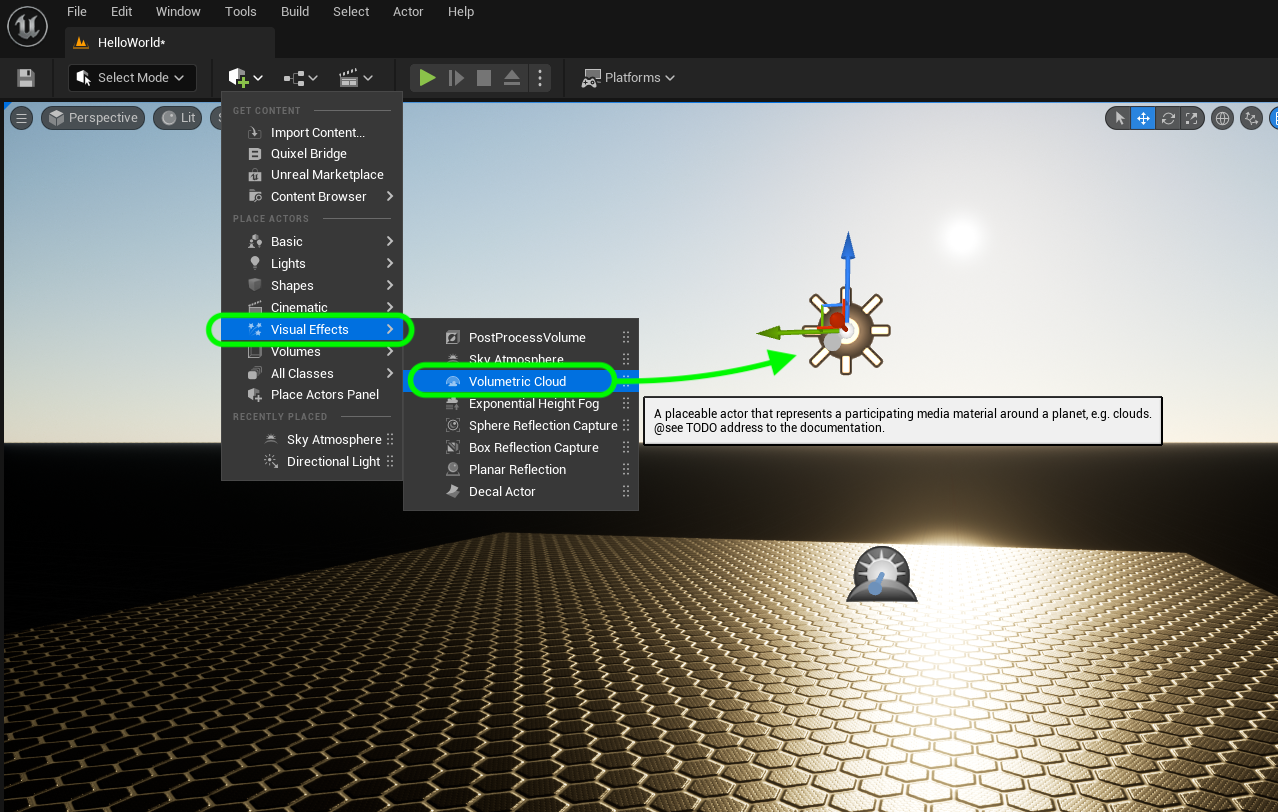 File Edit Window Tools Build Select Actor Help
HelloWorld*
Select Mode
Platforms
Perspective
Lit
GET CONTENT
Import Content...
Quixel Bridge
Unreal Marketplace
Content Browser
PLACE ACTORS
Basic
Lights
Shapes
Cinematic
Visual Effects
Volumes
All Classes
Place Actors Panel
RECENTLY PLACED
Sky Atmosphere
Directional Light
PostProcessVolume
Sky Atmosphere
Volumetric Cloud
Exponential Height Fog
Sphere Reflection Capture
Box Reflection Capture
Planar Reflection
Decal Actor
A placeable actor that represents a participating media material around a planet, e.g. clouds.
@see TODO address to the documentation.